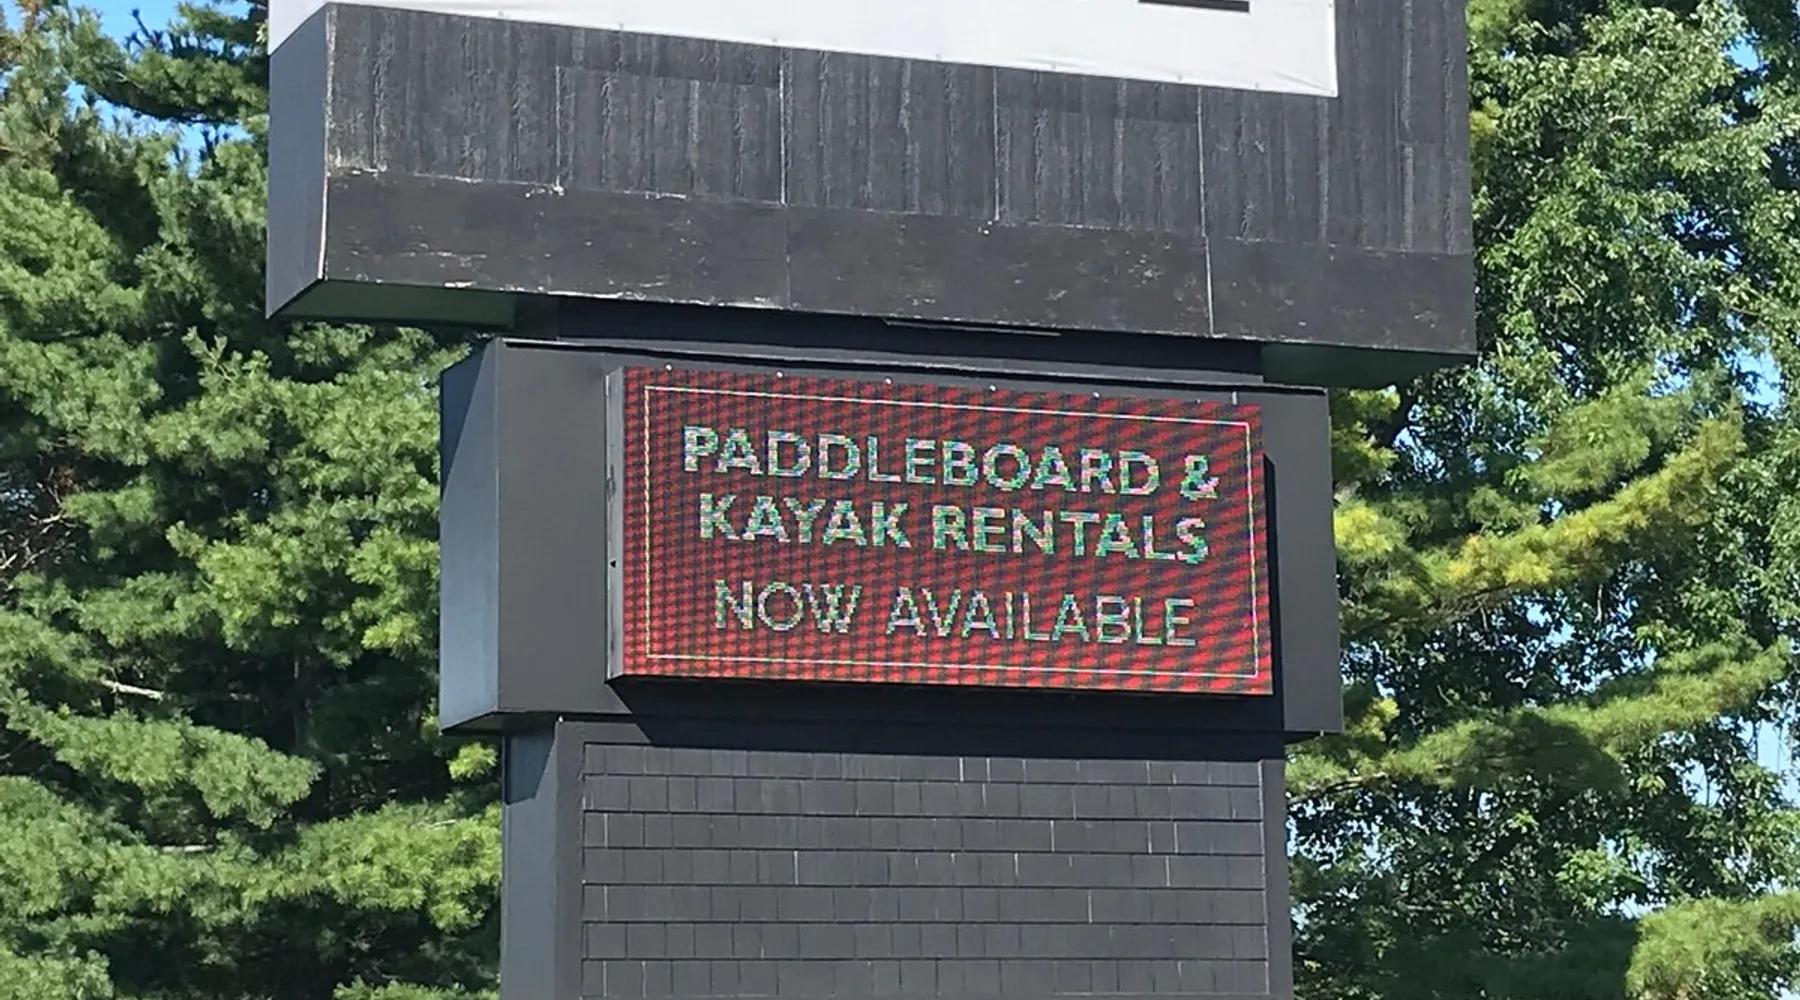 PADDLEBOARD &
KAYAK RENTALS
NOW AVAILABLE